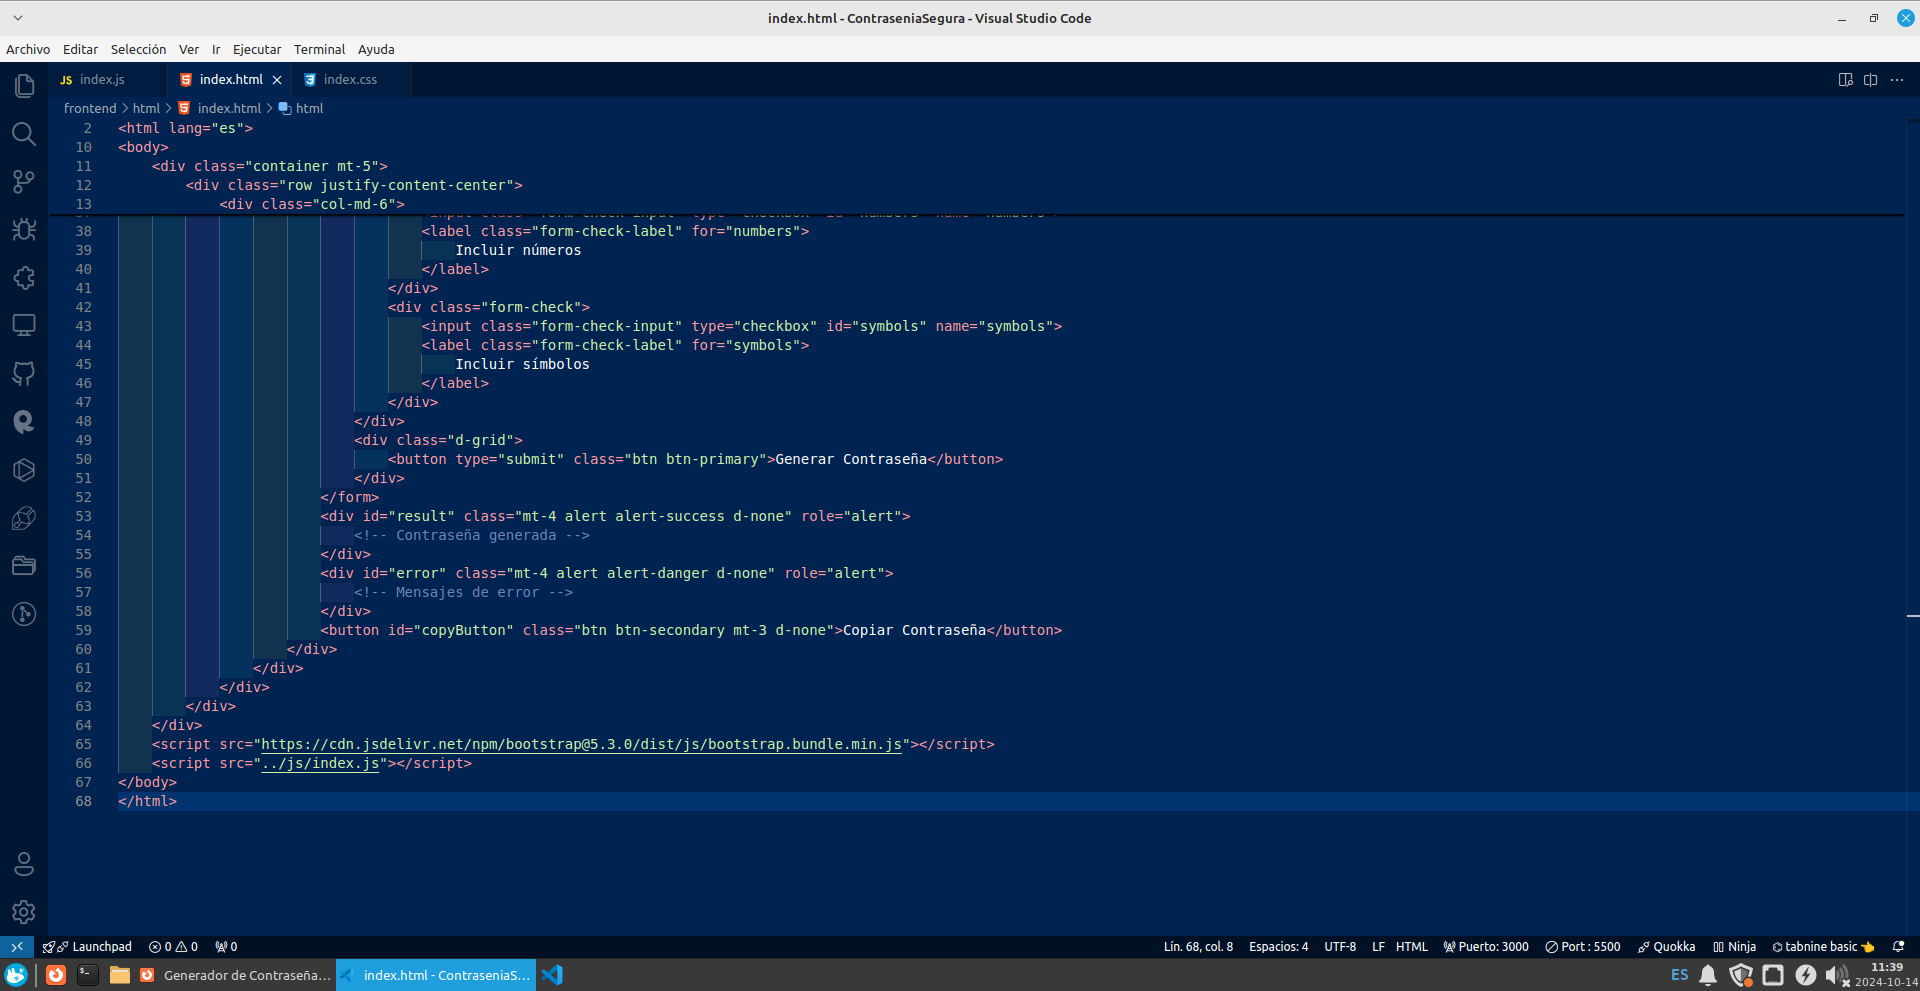 index.html - ContraseniaSegura - Visual Studio Code
Archivo Editar Selección Ver Ir Ejecutar Terminal Ayuda
JS index.js index.html index.css
frontend > html > index.html > html
2 <html lang="es">
10 <body>
11 <div class="container mt-5">
12 <div class="row justify-content-center">
13 <div class="col-md-6">
38 <label class="form-check-label" for="numbers">
39 Incluir números
40 </label>
41 </div>
42 <div class="form-check">
43 <input class="form-check-input" type="checkbox" id="symbols" name="symbols">
44 <label class="form-check-label" for="symbols">
45 Incluir símbolos
46 </label>
47 </div>
48 </div>
49 <div class="d-grid">
50 <button type="submit" class="btn btn-primary">Generar Contraseña</button>
51 </div>
52 </form>
53 <div id="result" class="mt-4 alert alert-success d-none" role="alert">
54 <!-- Contraseña generada -->
55 </div>
56 <div id="error" class="mt-4 alert alert-danger d-none" role="alert">
57 <!-- Mensajes de error -->
58 </div>
59 <button id="copyButton" class="btn btn-secondary mt-3 d-none">Copiar Contraseña</button>
60 </div>
61 </div>
62 </div>
63 </div>
64 </div>
65 <script src="https://cdn.jsdelivr.net/npm/bootstrap@5.3.0/dist/js/bootstrap.bundle.min.js"></script>
66 <script src="../js/index.js"></script>
67 </body>
68 </html>
Launchpad 0 0 0 Lín. 68, col. 8 Espacios: 4 UTF-8 LF HTML Puerto: 3000 Port : 5500 Quokka Ninja tabnine basic
Generador de Contraseña... index.html - ContraseniaS... ES 11:39
2024-10-14